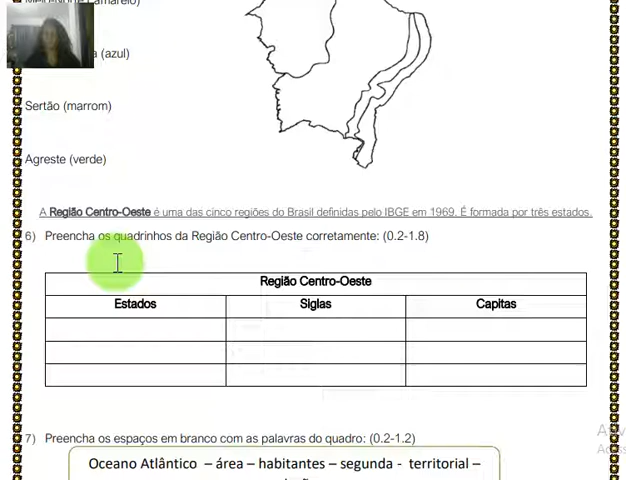 (azul)
Sertão (marrom)
Agreste (verde)
A Região Centro-Oeste é uma das cinco regiões do Brasil definidas pelo IBGE em 1969. É formada por três estados.
6) Preencha os quadrinhos da Região Centro-Oeste corretamente: (0.2-1.8)
Região Centro-Oeste
Estados Siglas Capitas
7) Preencha os espaços em branco com as palavras do quadro: (0.2-1.2)
Oceano Atlântico – área – habitantes – segunda - territorial –